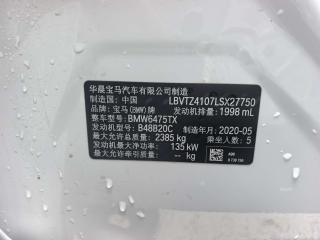 华晨宝马汽车有限公司制造
制造国: 中国 LBVTZ4107LSX27750
品牌: 宝马(BMW)牌 发动机排量: 1998 mL
整车型号: BMW6475TX
发动机型号: B48B20C 制造年月: 2020-05
最大允许总质量: 2385 kg 乘坐人数: 5
发动机最大净功率: 135 kW
最大允许牵引质量: -- kg